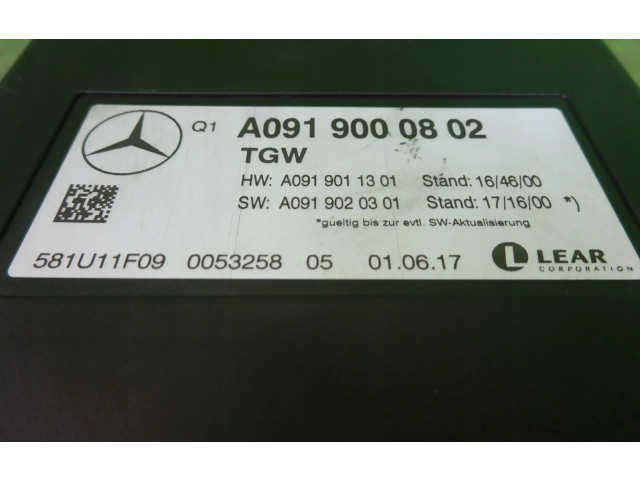 Q1 A091 900 08 02
TGW
HW: A091 901 13 01 Stand: 16/46/00
SW: A091 902 03 01 Stand: 17/16/00 *)
*gueltig bis zur evtl. SW-Aktualisierung
581U11F09 0053258 05 01.06.17 LEAR
CORPORATION